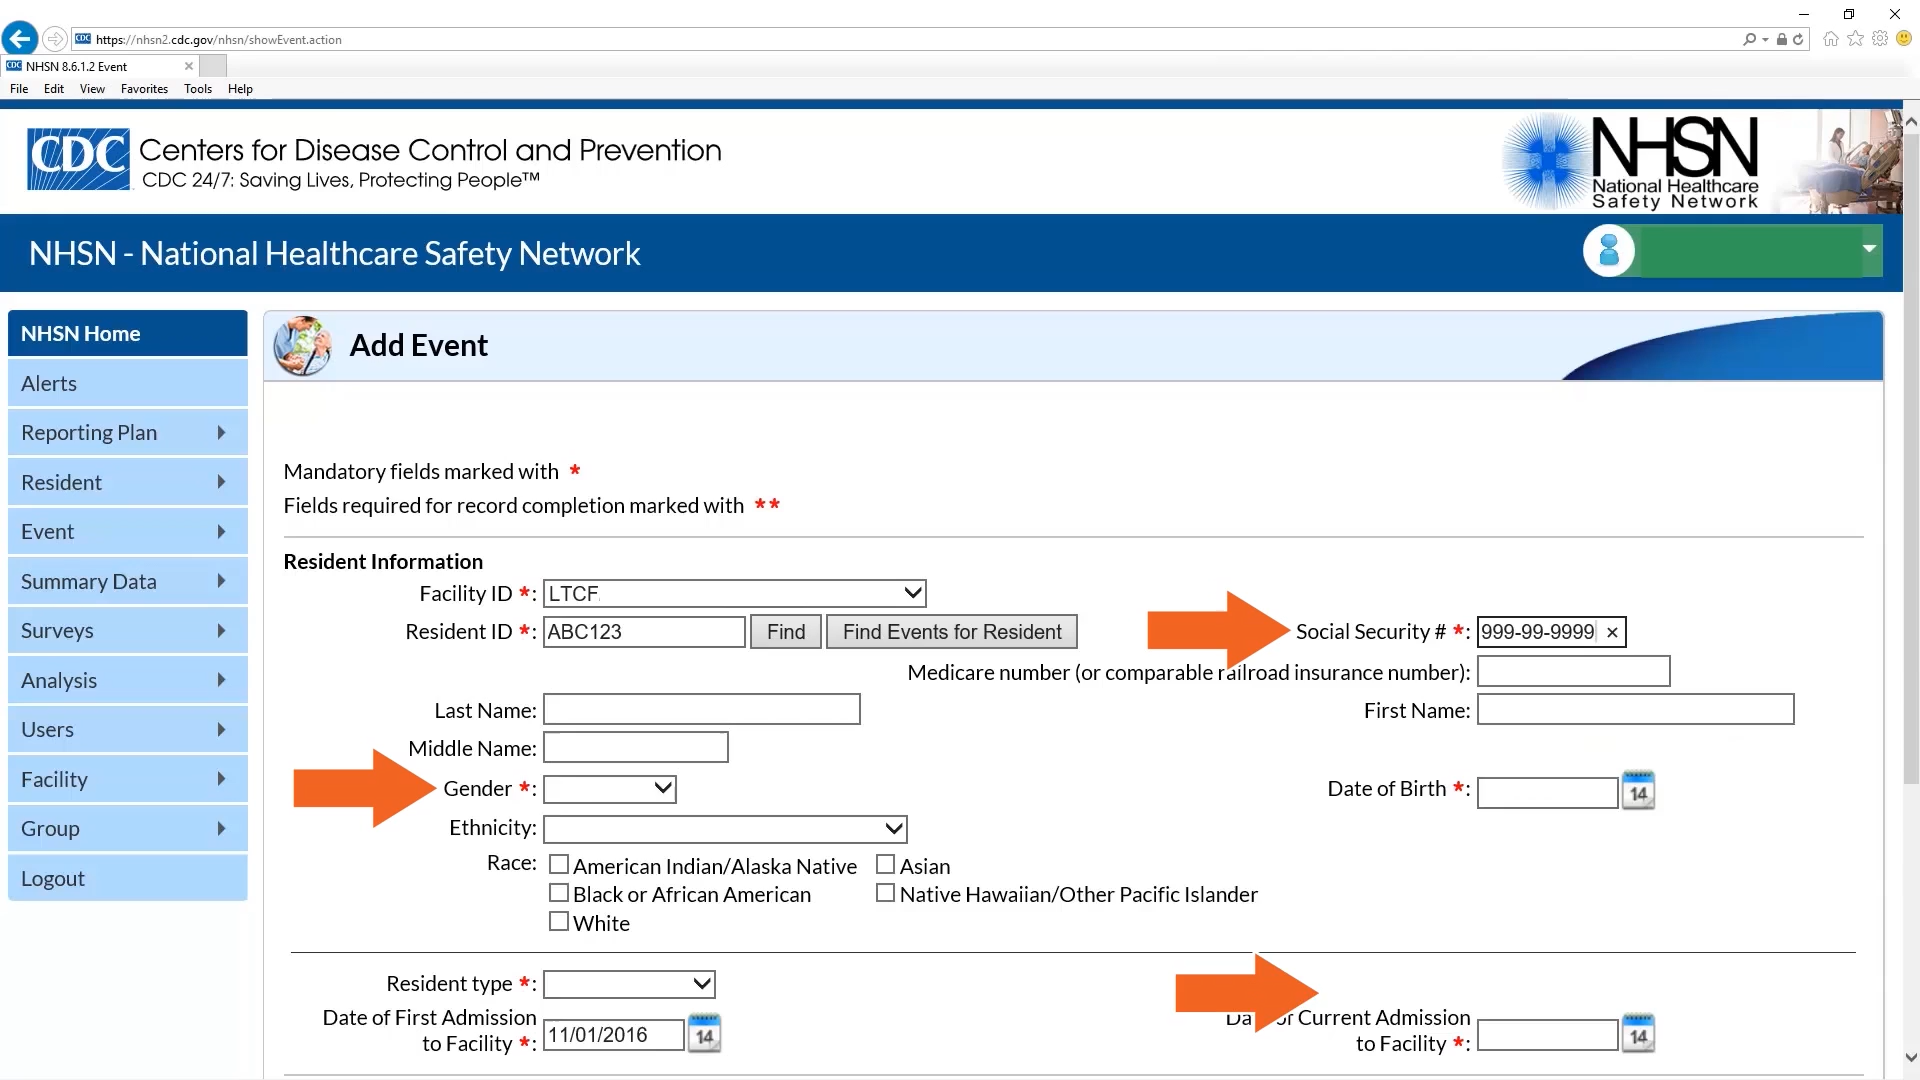 https://nhsn2.cdc.gov/nhsn/showEvent.action
CDC NHSN 8.6.1.2 Event
File Edit View Favorites Tools Help
CDC Centers for Disease Control and Prevention
CDC 24/7: Saving Lives, Protecting People™
NHSN
National Healthcare
Safety Network
NHSN - National Healthcare Safety Network
NHSN Home
Alerts
Reporting Plan
Resident
Event
Summary Data
Surveys
Analysis
Users
Facility
Group
Logout
Add Event
Mandatory fields marked with *
Fields required for record completion marked with **
Resident Information
Facility ID *: LTCF
Resident ID *: ABC123 Find Find Events for Resident Social Security # *: 999-99-9999 ×
Medicare number (or comparable railroad insurance number):
Last Name: First Name:
Middle Name:
Gender *: Date of Birth *: 14
Ethnicity:
Race: American Indian/Alaska Native Asian
Black or African American Native Hawaiian/Other Pacific Islander
White
Resident type *:
Date of First Admission
to Facility *: 11/01/2016 14
Current Admission
to Facility *: 14